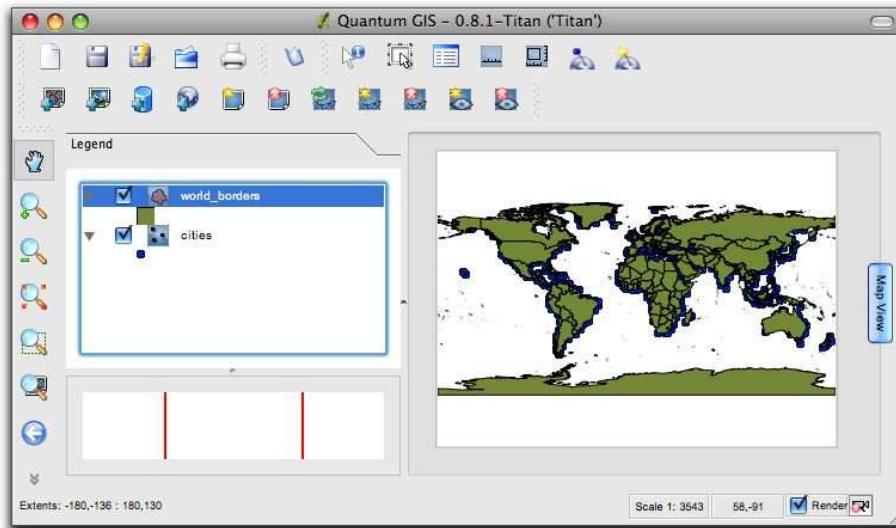 Quantum GIS - 0.8.1-Titan ('Titan')
Legend
world_borders
cities
Map View
Extents: -180,-136 : 180,130
Scale 1: 3543
58,-91
Render